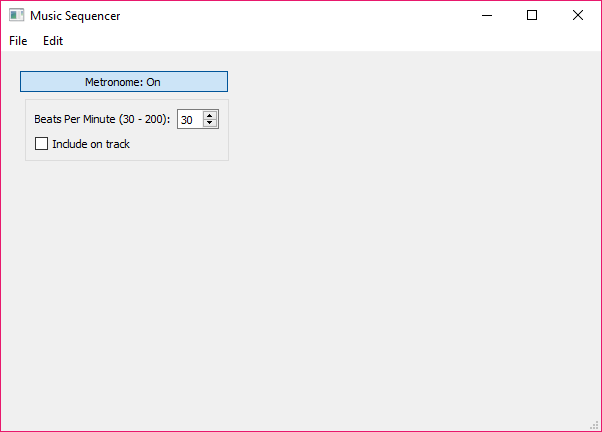 Music Sequencer
File Edit
Metronome: On
Beats Per Minute (30 - 200): 30
Include on track